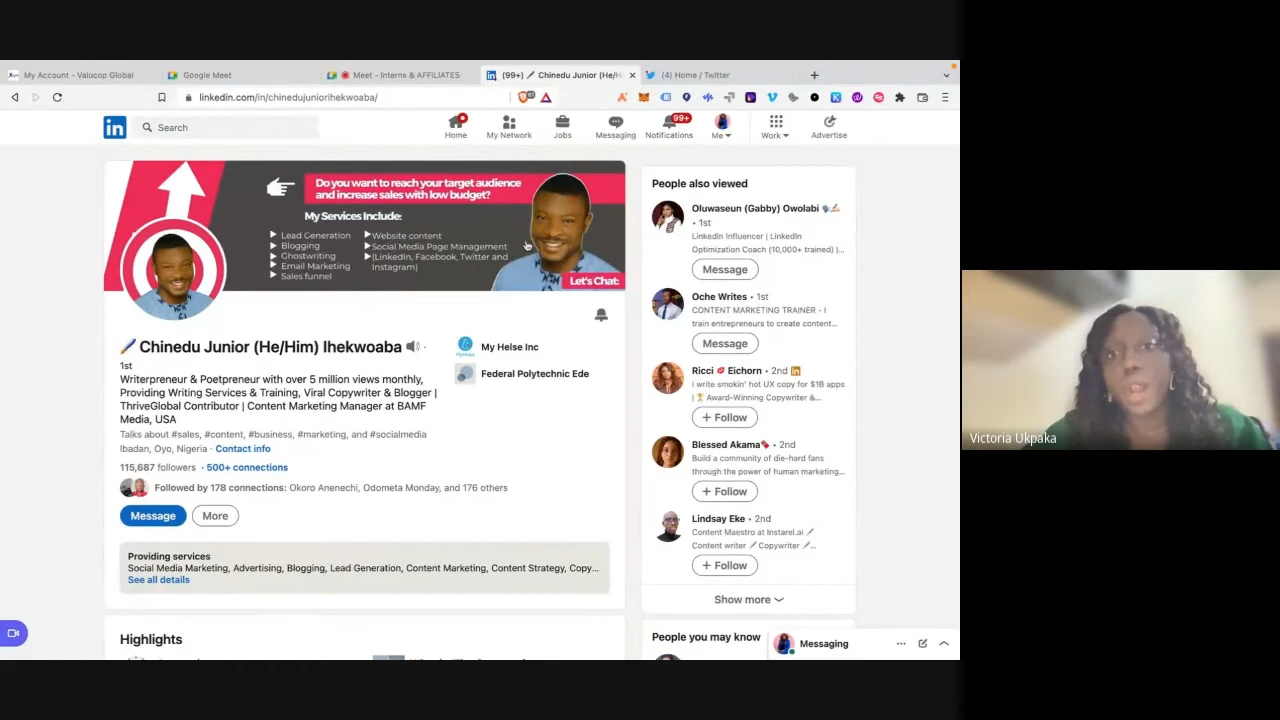 My Account - Valucop Global
Google Meet
Meet - Interns & AFFILIATES
(99+) Chinedu Junior (He/H
(4) Home / Twitter
linkedin.com/in/chinedujuniorihekwoaba/
in
Search
Home
My Network
Jobs
Messaging
99+
Notifications
Me
Work
Advertise
Do you want to reach your target audience
and increase sales with low budget?
My Services Include:
Lead Generation
Blogging
Ghostwriting
Email Marketing
Sales funnel
Website content
Social Media Page Management
(LinkedIn, Facebook, Twitter and
Instagram)
Let's Chat:
Chinedu Junior (He/Him) Ihekwoaba
1st
Writerpreneur & Poetpreneur with over 5 million views monthly,
Providing Writing Services & Training, Viral Copywriter & Blogger |
ThriveGlobal Contributor | Content Marketing Manager at BAMF
Media, USA
Talks about #sales, #content, #business, #marketing, and #socialmedia
Ibadan, Oyo, Nigeria · Contact info
115,687 followers · 500+ connections
Followed by 178 connections: Okoro Anenechi, Odometa Monday, and 176 others
Message
More
My Helse Inc
Federal Polytechnic Ede
Providing services
Social Media Marketing, Advertising, Blogging, Lead Generation, Content Marketing, Content Strategy, Copy...
See all details
Highlights
People also viewed
Oluwaseun (Gabby) Owolabi
• 1st
LinkedIn Influencer | LinkedIn
Optimization Coach (10,000+ trained) |...
Message
Oche Writes • 1st
CONTENT MARKETING TRAINER - I
train entrepreneurs to create content...
Message
Ricci Eichorn • 2nd
i write smokin' hot UX copy for $1B apps
| Award-Winning Copywriter &...
+ Follow
Blessed Akama • 2nd
Build a community of die-hard fans
through the power of human marketing...
+ Follow
Lindsay Eke • 2nd
Content Maestro at Instarel.ai
Content writer Copywriter ...
+ Follow
Show more
People you may know
Messaging
Victoria Ukpaka